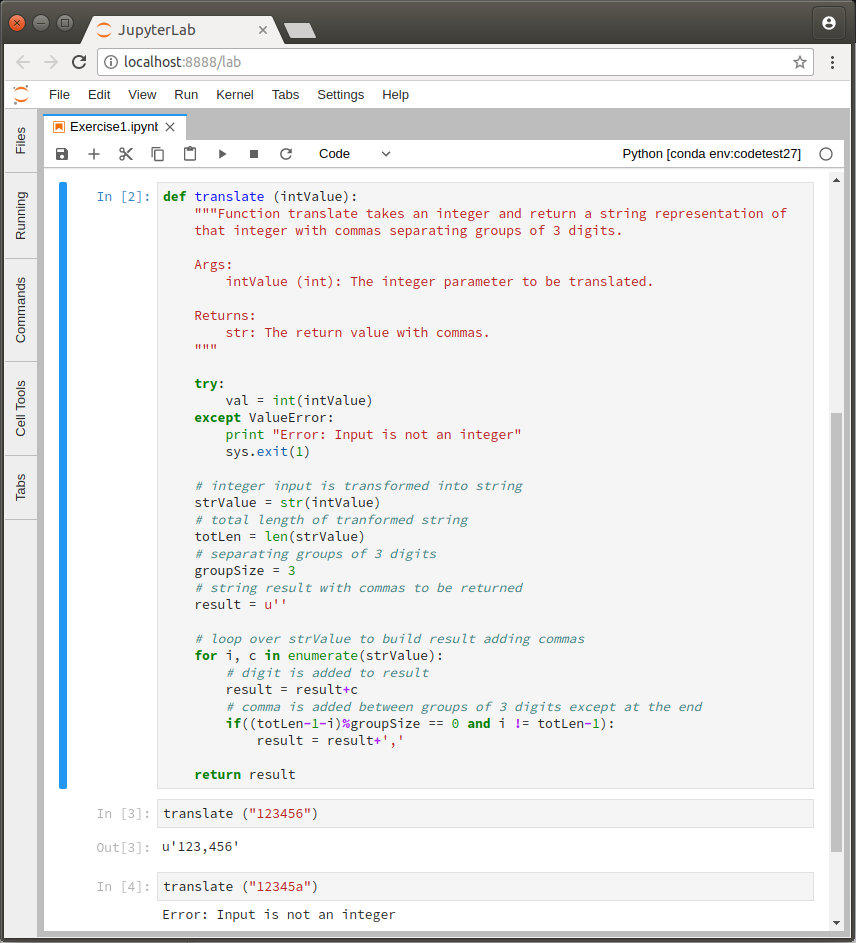 JupyterLab
localhost:8888/lab
File Edit View Run Kernel Tabs Settings Help
Files
Running
Commands
Cell Tools
Tabs
Exercise1.ipynb
Code
Python [conda env:codetest27]
In [2]:
def translate (intValue):
    """Function translate takes an integer and return a string representation of
    that integer with commas separating groups of 3 digits.

    Args:
        intValue (int): The integer parameter to be translated.

    Returns:
        str: The return value with commas.
    """

    try:
        val = int(intValue)
    except ValueError:
        print "Error: Input is not an integer"
        sys.exit(1)

    # integer input is transformed into string
    strValue = str(intValue)
    # total length of tranformed string
    totLen = len(strValue)
    # separating groups of 3 digits
    groupSize = 3
    # string result with commas to be returned
    result = u''

    # loop over strValue to build result adding commas
    for i, c in enumerate(strValue):
        # digit is added to result
        result = result+c
        # comma is added between groups of 3 digits except at the end
        if((totLen-1-i)%groupSize == 0 and i != totLen-1):
            result = result+','

    return result
In [3]: translate ("123456")
Out[3]: u'123,456'
In [4]: translate ("12345a")
Error: Input is not an integer